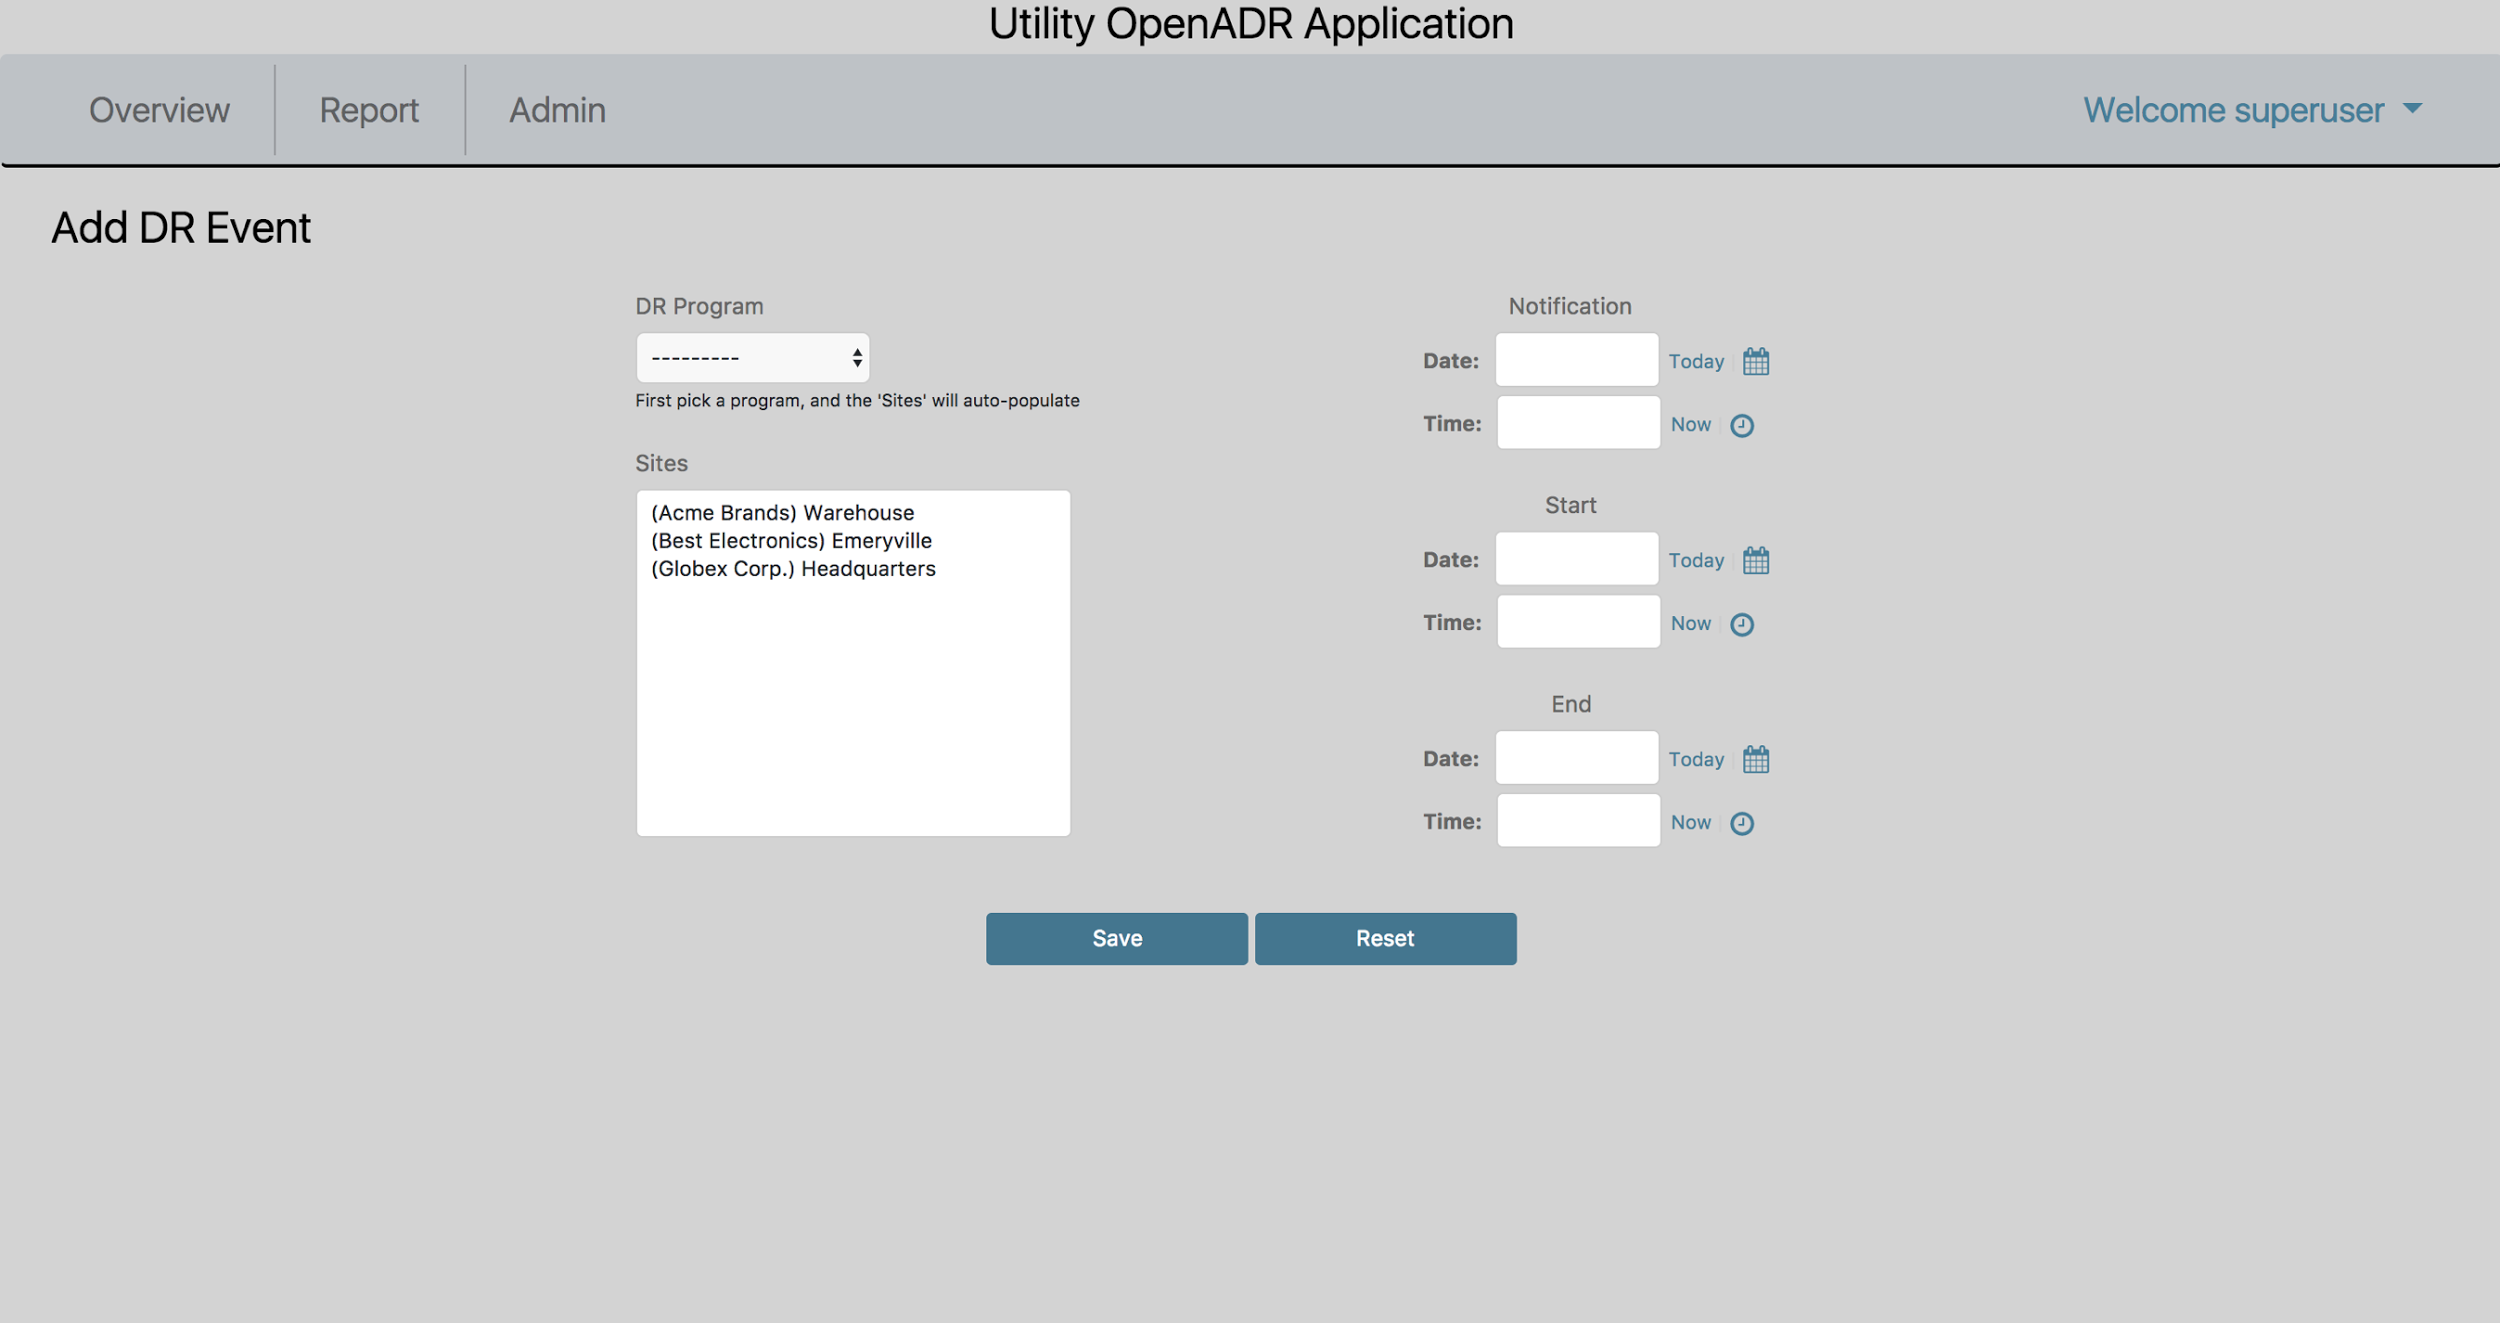 Utility OpenADR Application
Overview Report Admin Welcome superuser
Add DR Event
DR Program
---------
First pick a program, and the 'Sites' will auto-populate
Sites
(Acme Brands) Warehouse
(Best Electronics) Emeryville
(Globex Corp.) Headquarters
Notification
Date: Today
Time: Now
Start
Date: Today
Time: Now
End
Date: Today
Time: Now
Save Reset